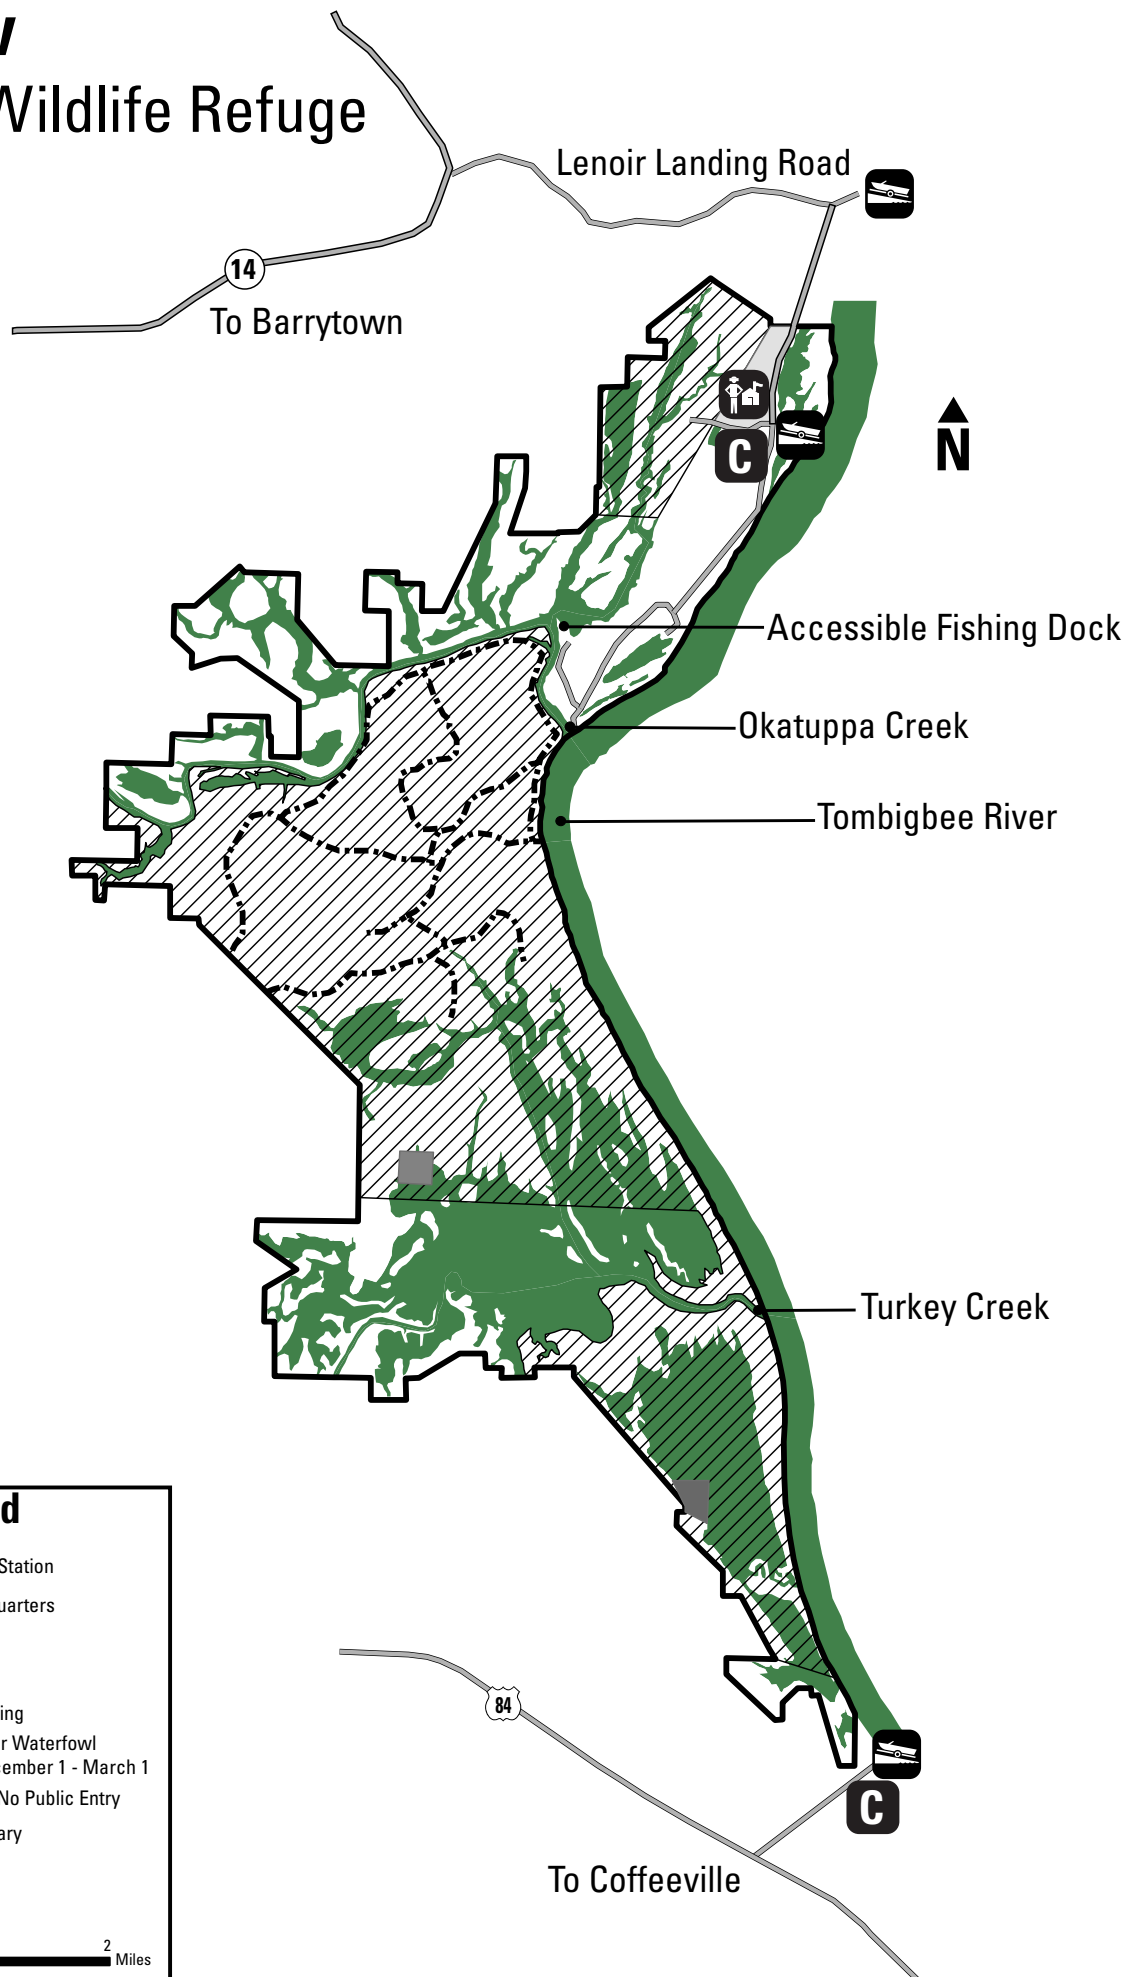 w
Wildlife Refuge
Lenoir Landing Road
14
To Barrytown
C
N
Accessible Fishing Dock
Okatuppa Creek
Tombigbee River
Turkey Creek
d
Station
uarters
ing
r Waterfowl
cember 1 - March 1
No Public Entry
ary
2
Miles
84
C
To Coffeeville